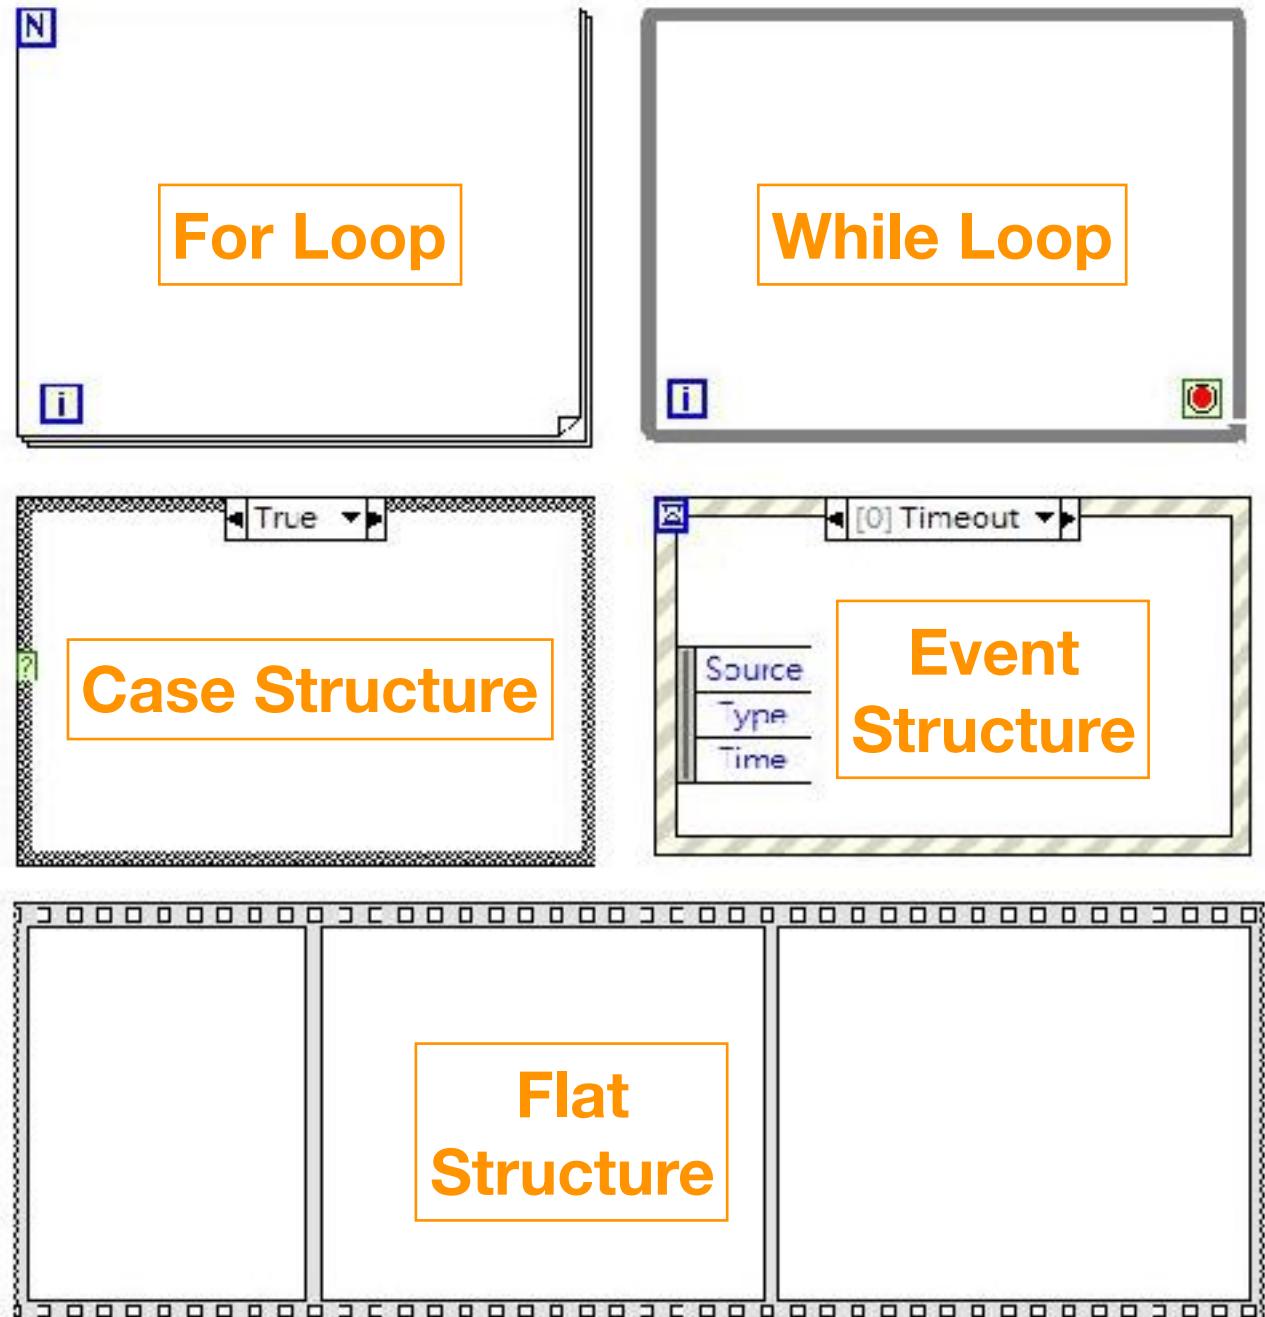 N
For Loop
i
While Loop
i
True
?
Case Structure
[0] Timeout
Source
Type
Time
Event
Structure
Flat
Structure